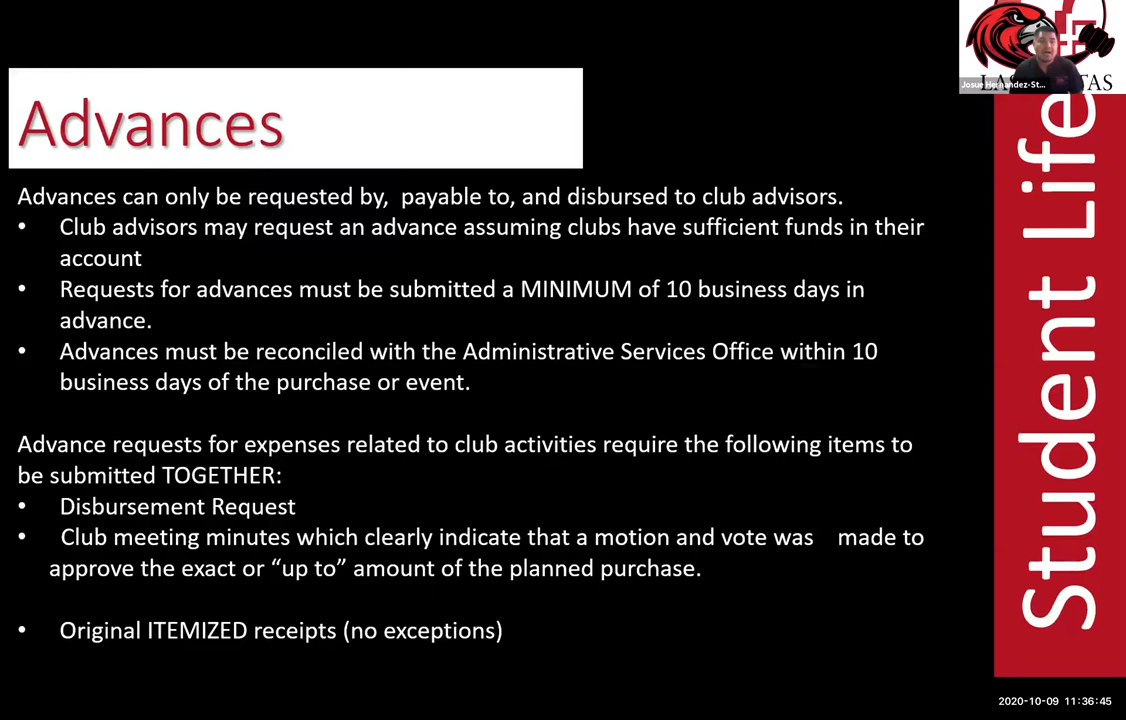 Advances
Advances can only be requested by,  payable to, and disbursed to club advisors.
• Club advisors may request an advance assuming clubs have sufficient funds in their
account
• Requests for advances must be submitted a MINIMUM of 10 business days in
advance.
• Advances must be reconciled with the Administrative Services Office within 10
business days of the purchase or event.
Advance requests for expenses related to club activities require the following items to
be submitted TOGETHER:
• Disbursement Request
• Club meeting minutes which clearly indicate that a motion and vote was made to
approve the exact or “up to” amount of the planned purchase.
• Original ITEMIZED receipts (no exceptions)
Josue Hernandez-St...
Student Life
2020-10-09 11:36:45